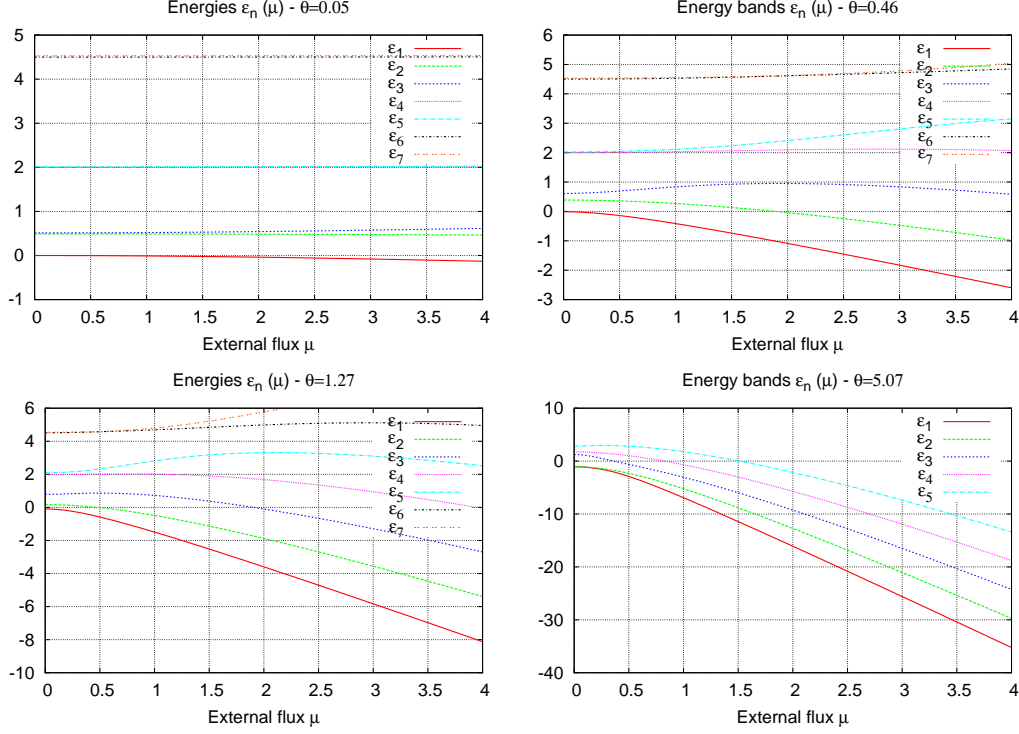 Energies εn (μ) - θ=0.05
5
4
3
2
1
0
-1
0 0.5 1 1.5 2 2.5 3 3.5 4
External flux μ
ε1
ε2
ε3
ε4
ε5
ε6
ε7
Energy bands εn (μ) - θ=0.46
6
5
4
3
2
1
0
-1
-2
-3
0 0.5 1 1.5 2 2.5 3 3.5 4
External flux μ
ε1
ε2
ε3
ε4
ε5
ε6
ε7
Energies εn (μ) - θ=1.27
6
4
2
0
-2
-4
-6
-8
-10
0 0.5 1 1.5 2 2.5 3 3.5 4
External flux μ
ε1
ε2
ε3
ε4
ε5
ε6
ε7
Energy bands εn (μ) - θ=5.07
10
0
-10
-20
-30
-40
0 0.5 1 1.5 2 2.5 3 3.5 4
External flux μ
ε1
ε2
ε3
ε4
ε5